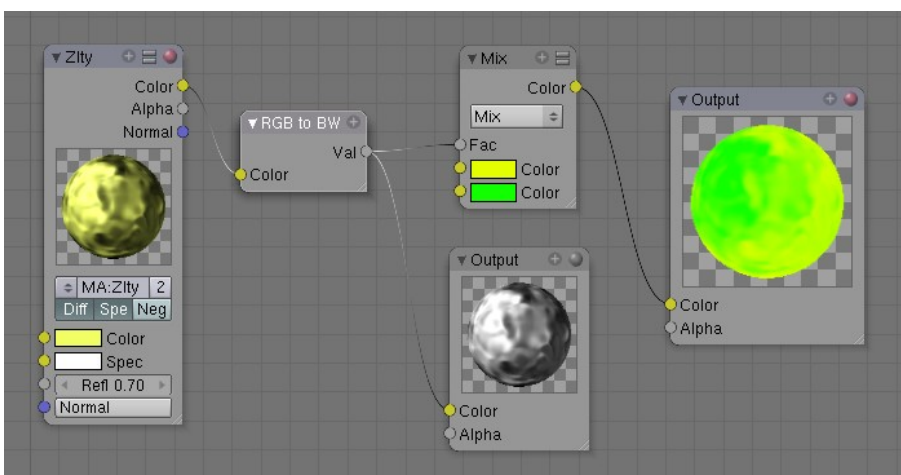 Zlty
Color
Alpha
Normal
MA:Zlty 2
Diff Spe Neg
Color
Spec
Refl 0.70
Normal
RGB to BW
Val
Color
Mix
Color
Mix
Fac
Color
Color
Output
Color
Alpha
Output
Color
Alpha